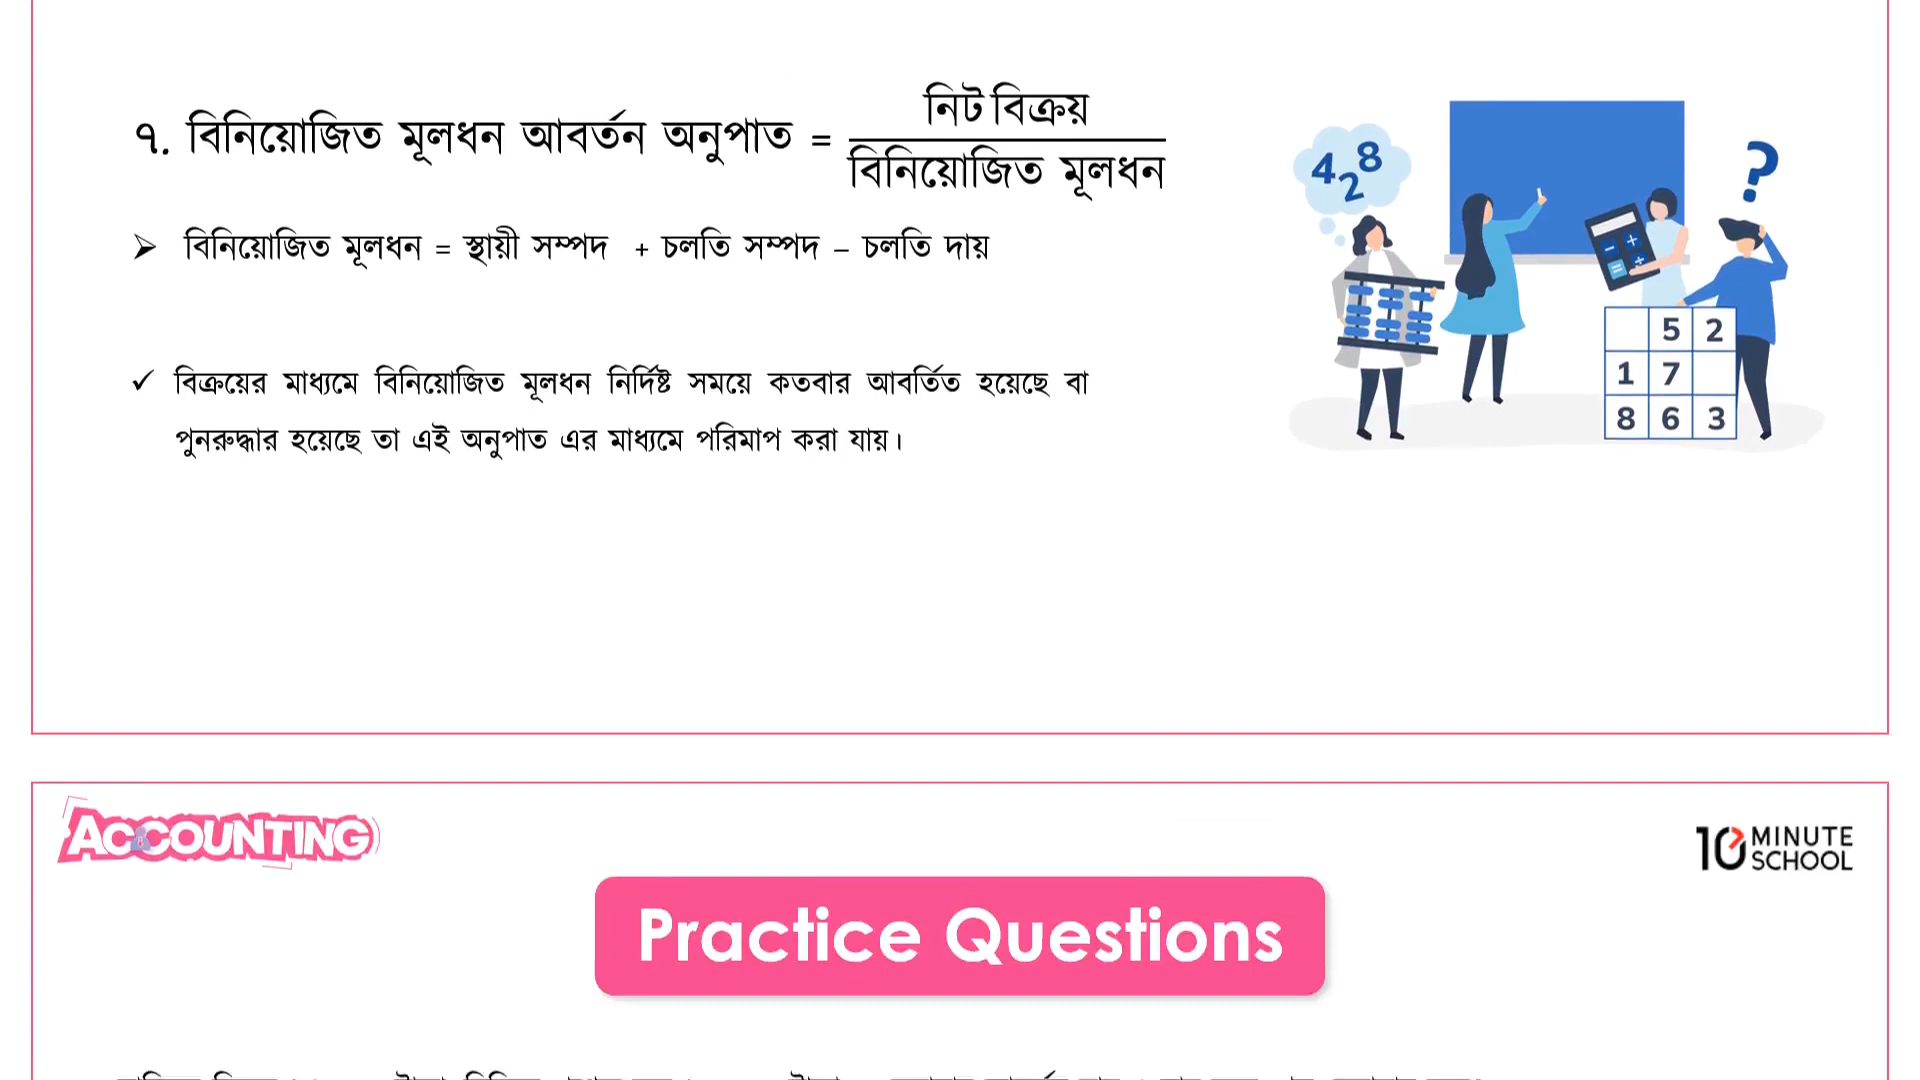 ৭. বিনিয়োজিত মূলধন আবর্তন অনুপাত = নিট বিক্রয় / বিনিয়োজিত মূলধন
➢ বিনিয়োজিত মূলধন = স্থায়ী সম্পদ + চলতি সম্পদ – চলতি দায়
✓ বিক্রয়ের মাধ্যমে বিনিয়োজিত মূলধন নির্দিষ্ট সময়ে কতবার আবর্তিত হয়েছে বা
পুনরুদ্ধার হয়েছে তা এই অনুপাত এর মাধ্যমে পরিমাপ করা যায়।
4 2 8
?
5 2
1 7
8 6 3
ACCOUNTING
10 MINUTE
SCHOOL
Practice Questions